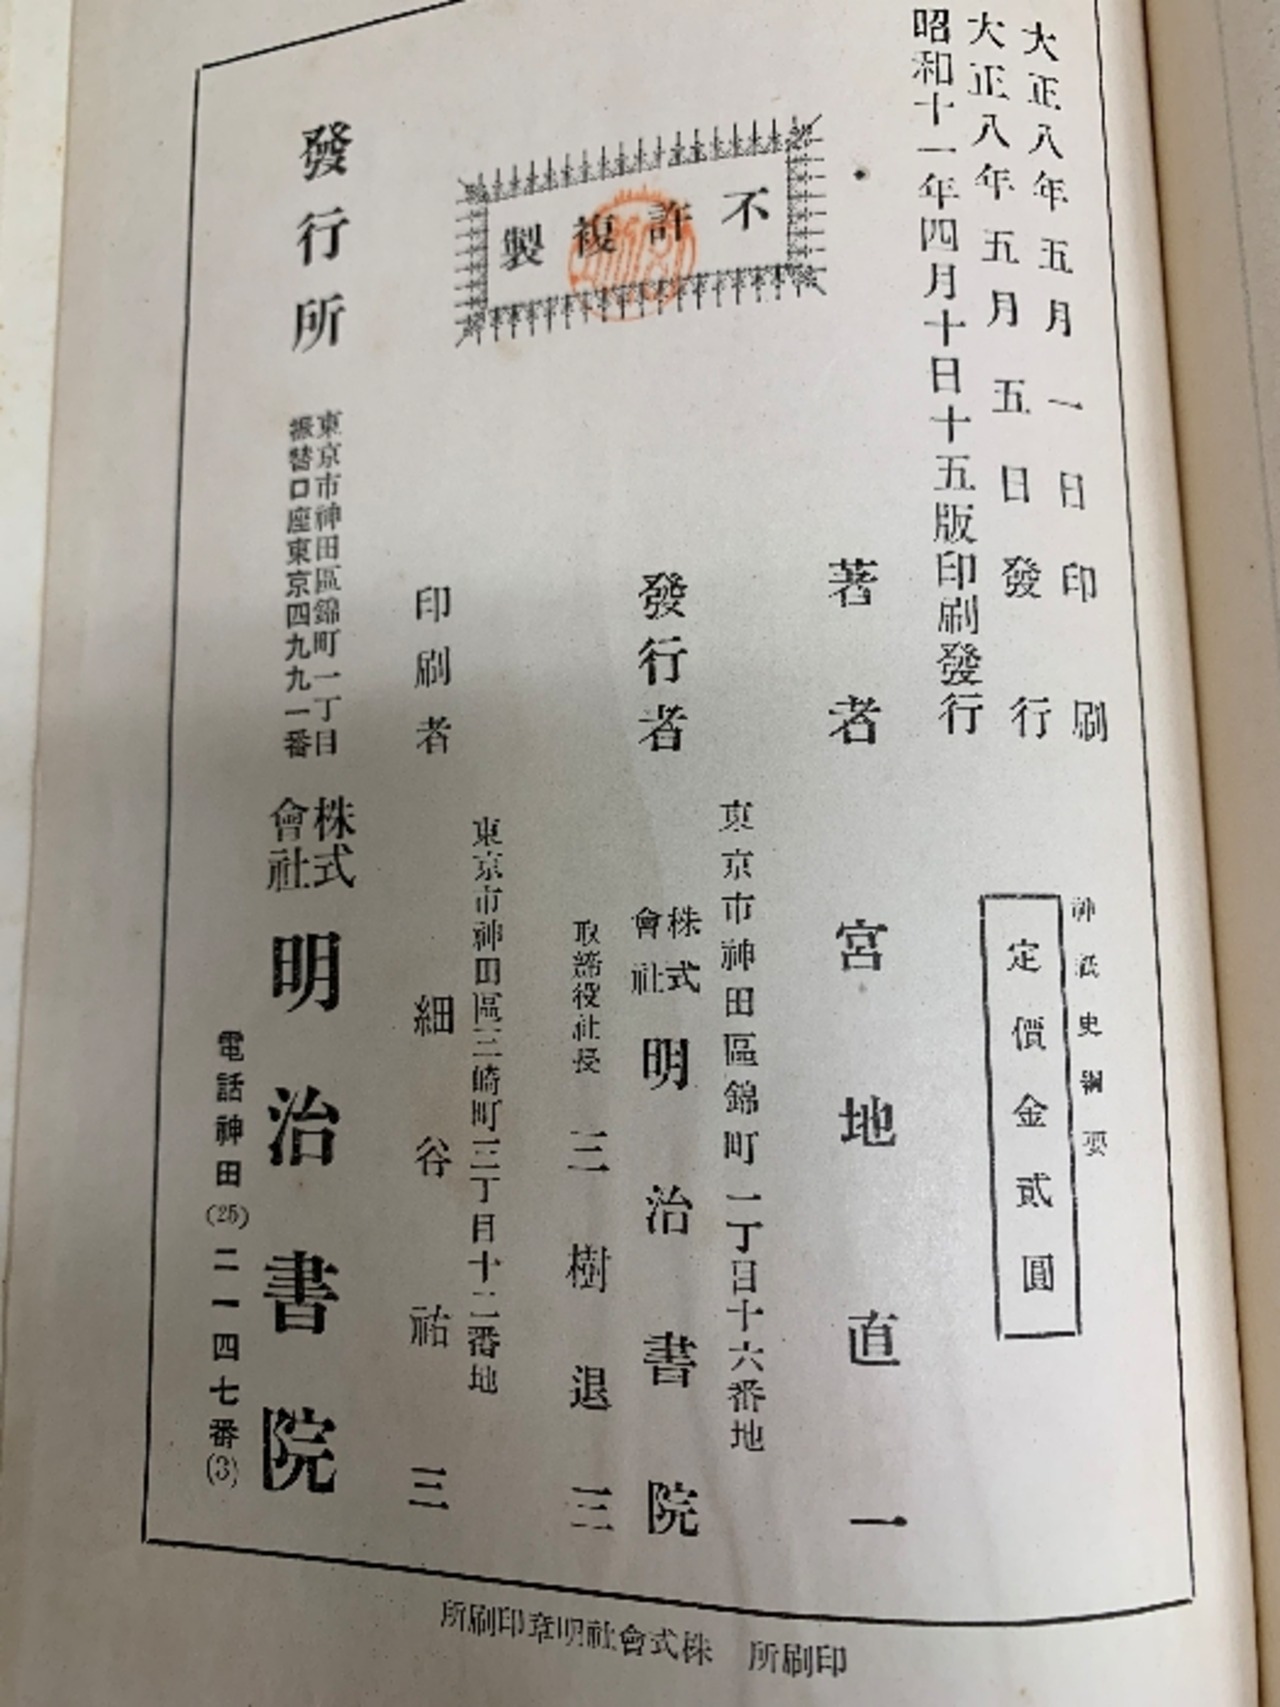 大正八年五月一日印刷
大正八年五月五日發行
昭和十一年四月十日十五版印刷發行
神祇史綱要
定價金貳圓
不許複製
著者 宮地直一
東京市神田區錦町一丁目十六番地
發行者 株式會社 明治書院
取締役社長 三樹退三
東京市神田區三崎町三丁目十二番地
印刷者 細谷祐三
發行所
東京市神田區錦町一丁目
振替口座東京四九九一番
株式會社 明治書院
電話神田(25)二一四七番(3)
印刷所 株式會社明章印刷所